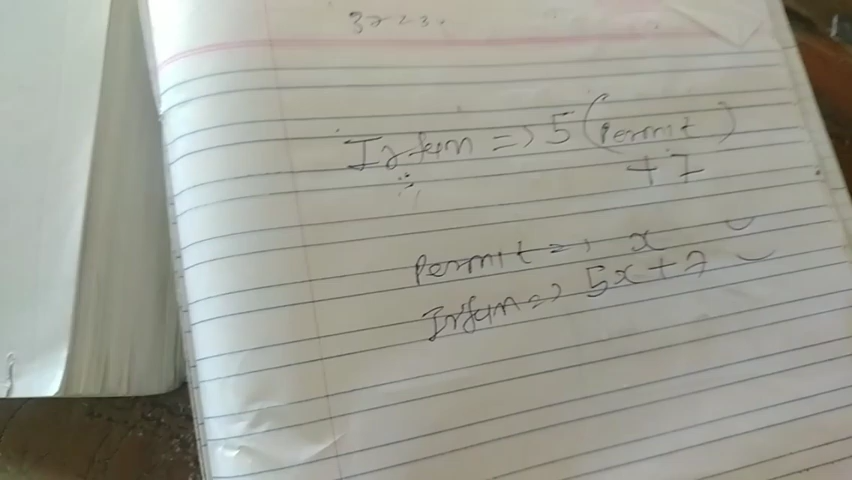 Irfan => 5 (Permit)
+ 7
Permit => x
Irfan => 5x + 7